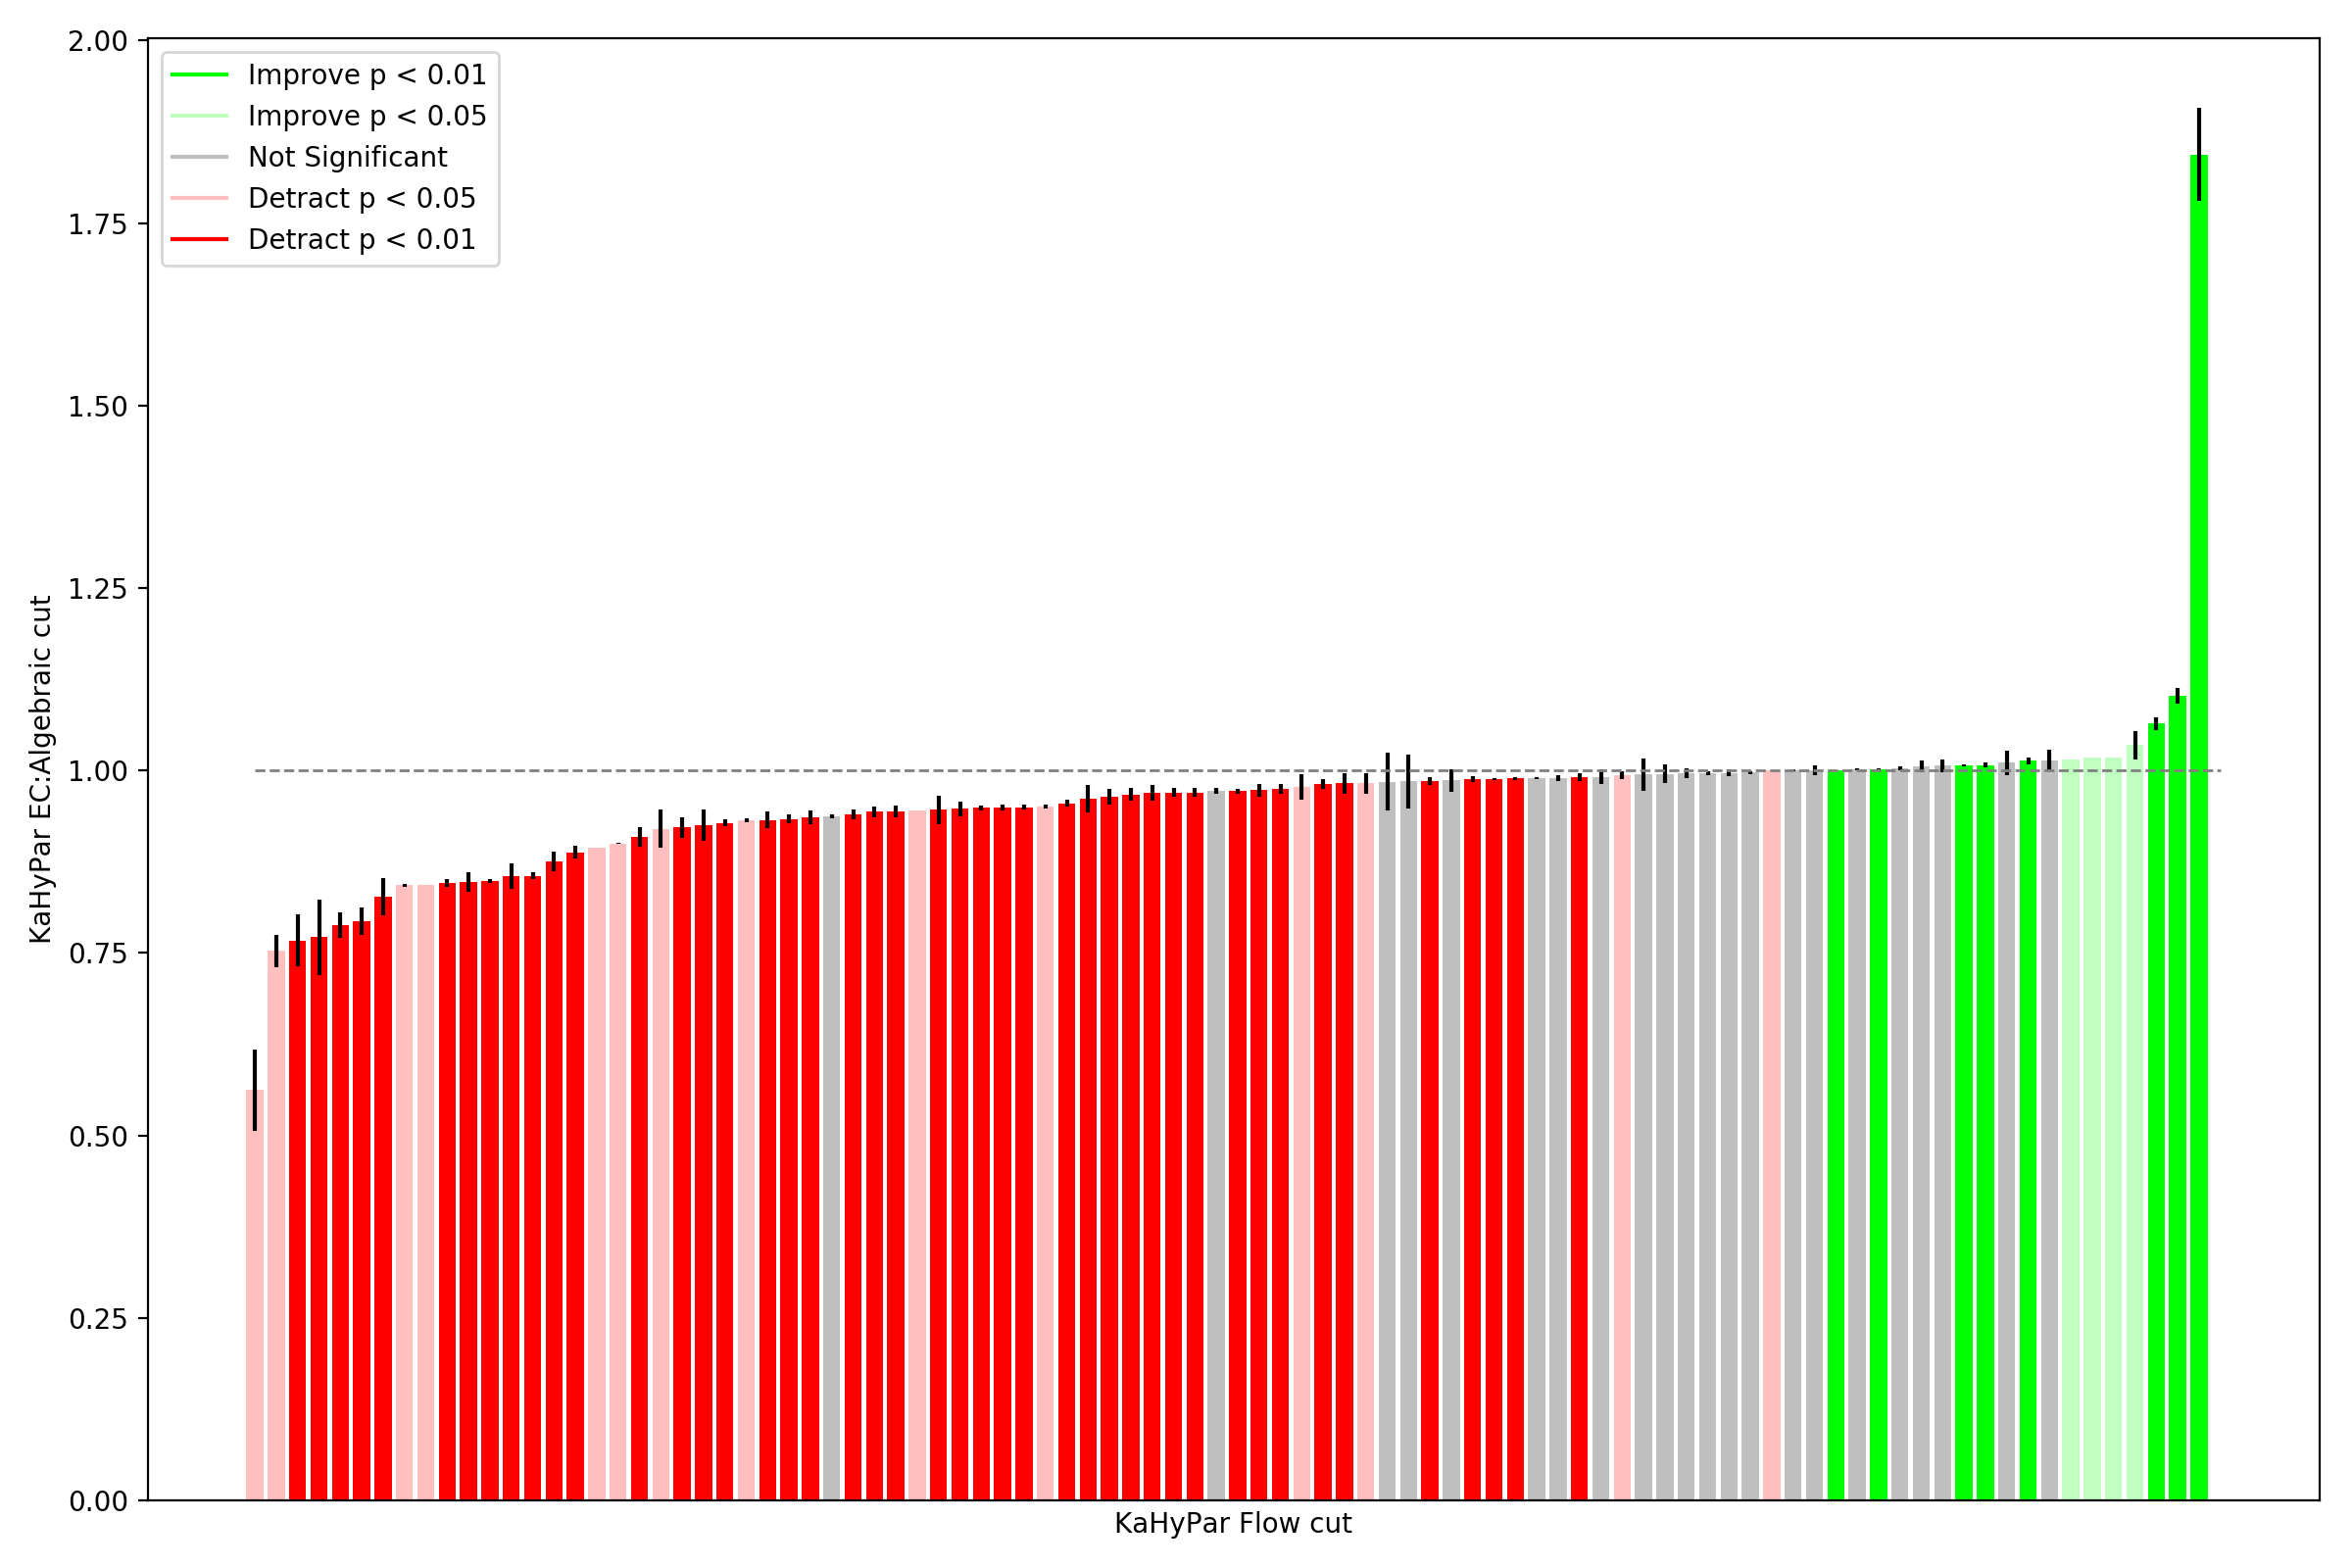 2.00
1.75
1.50
1.25
1.00
0.75
0.50
0.25
0.00
KaHyPar EC:Algebraic cut
Improve p < 0.01
Improve p < 0.05
Not Significant
Detract p < 0.05
Detract p < 0.01
KaHyPar Flow cut